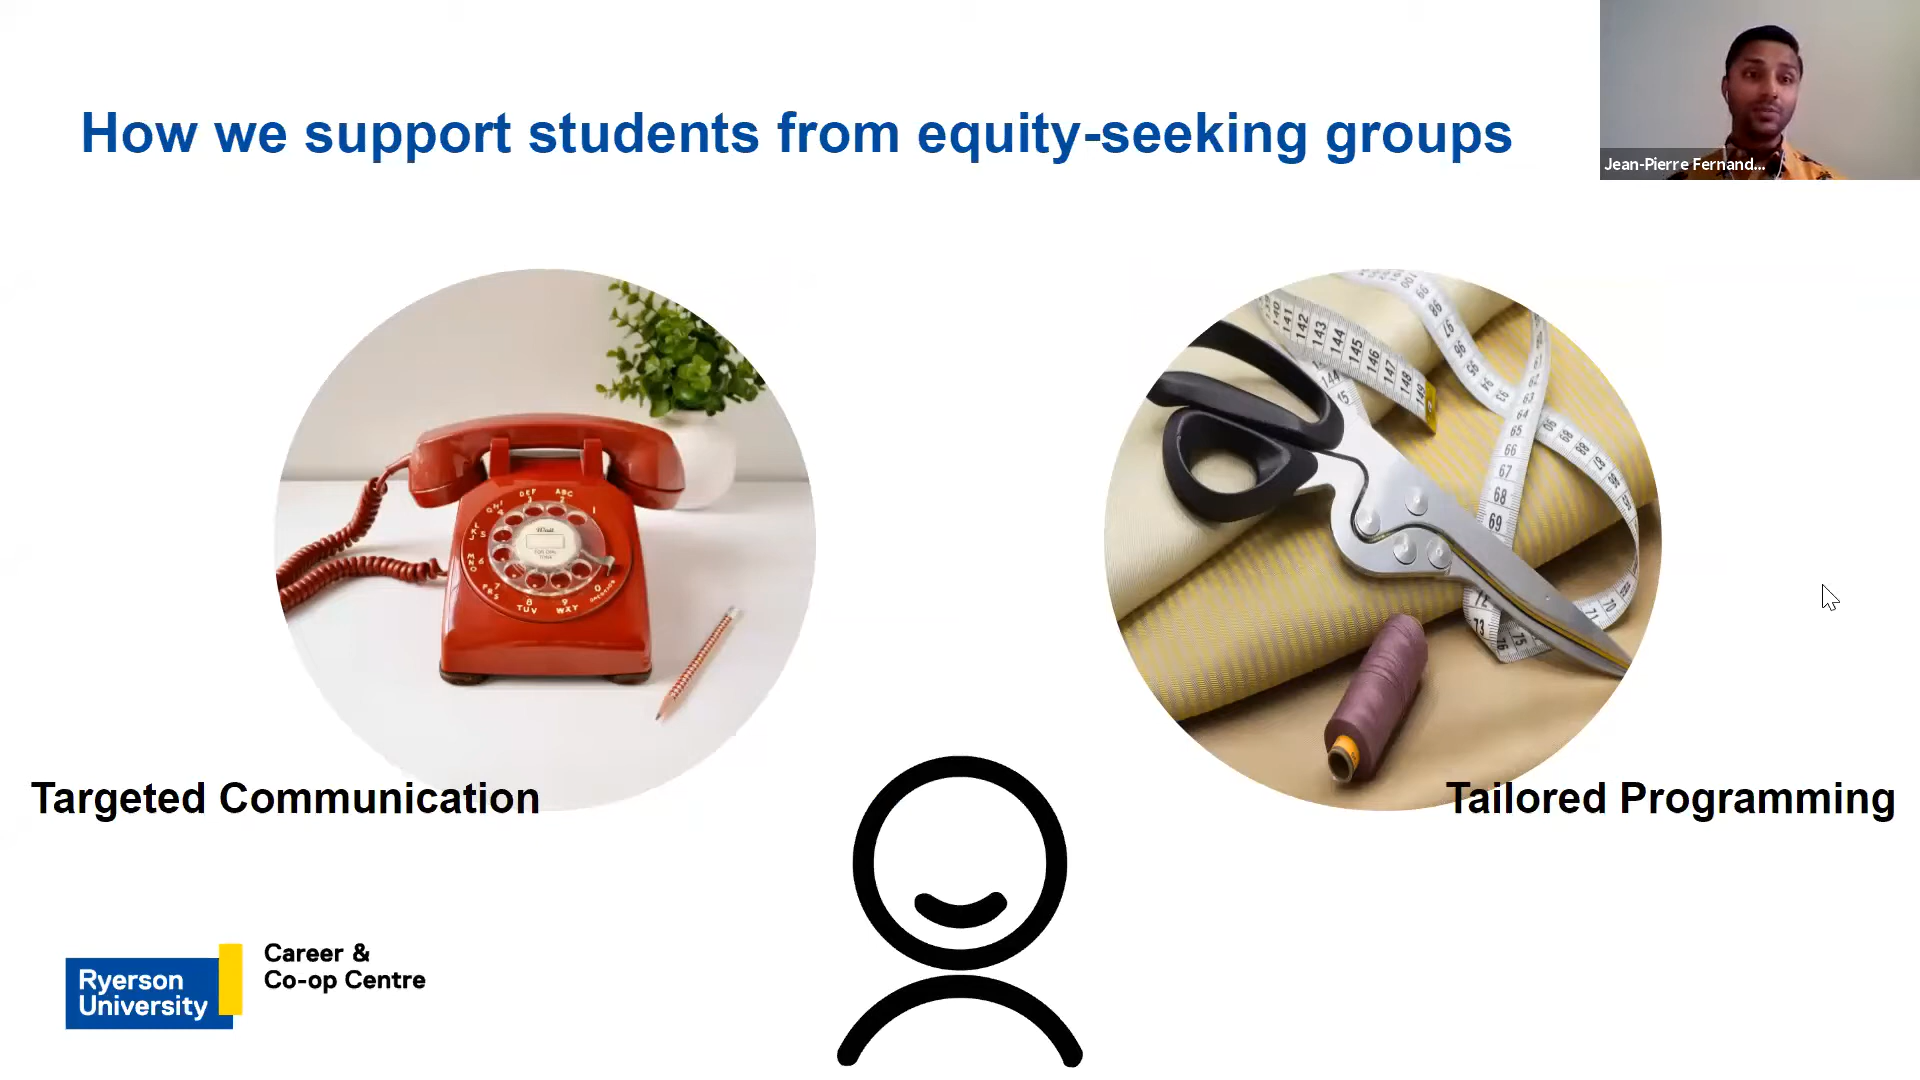 How we support students from equity-seeking groups
Jean-Pierre Fernand...
Targeted Communication
Tailored Programming
Ryerson
University
Career &
Co-op Centre